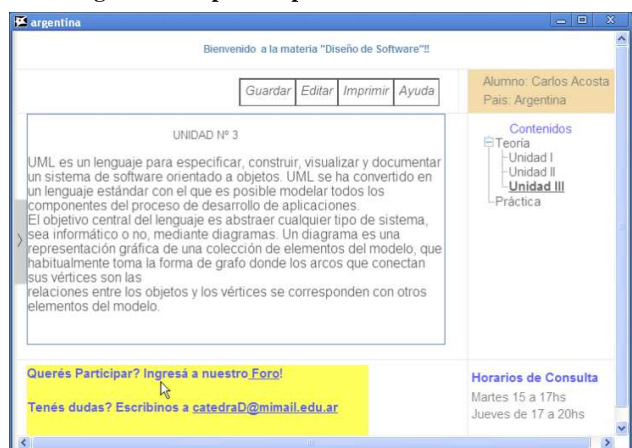 argentina
Bienvenido a la materia "Diseño de Software"!!
Guardar Editar Imprimir Ayuda
Alumno: Carlos Acosta
Pais: Argentina
UNIDAD Nº 3
UML es un lenguaje para especificar, construir, visualizar y documentar
un sistema de software orientado a objetos. UML se ha convertido en
un lenguaje estándar con el que es posible modelar todos los
componentes del proceso de desarrollo de aplicaciones.
El objetivo central del lenguaje es abstraer cualquier tipo de sistema,
sea informático o no, mediante diagramas. Un diagrama es una
representación gráfica de una colección de elementos del modelo, que
habitualmente toma la forma de grafo donde los arcos que conectan
sus vértices son las
relaciones entre los objetos y los vértices se corresponden con otros
elementos del modelo.
Contenidos
Teoría
Unidad I
Unidad II
Unidad III
Práctica
Querés Participar? Ingresá a nuestro Foro!
Tenés dudas? Escribinos a catedraD@mimail.edu.ar
Horarios de Consulta
Martes 15 a 17hs
Jueves de 17 a 20hs